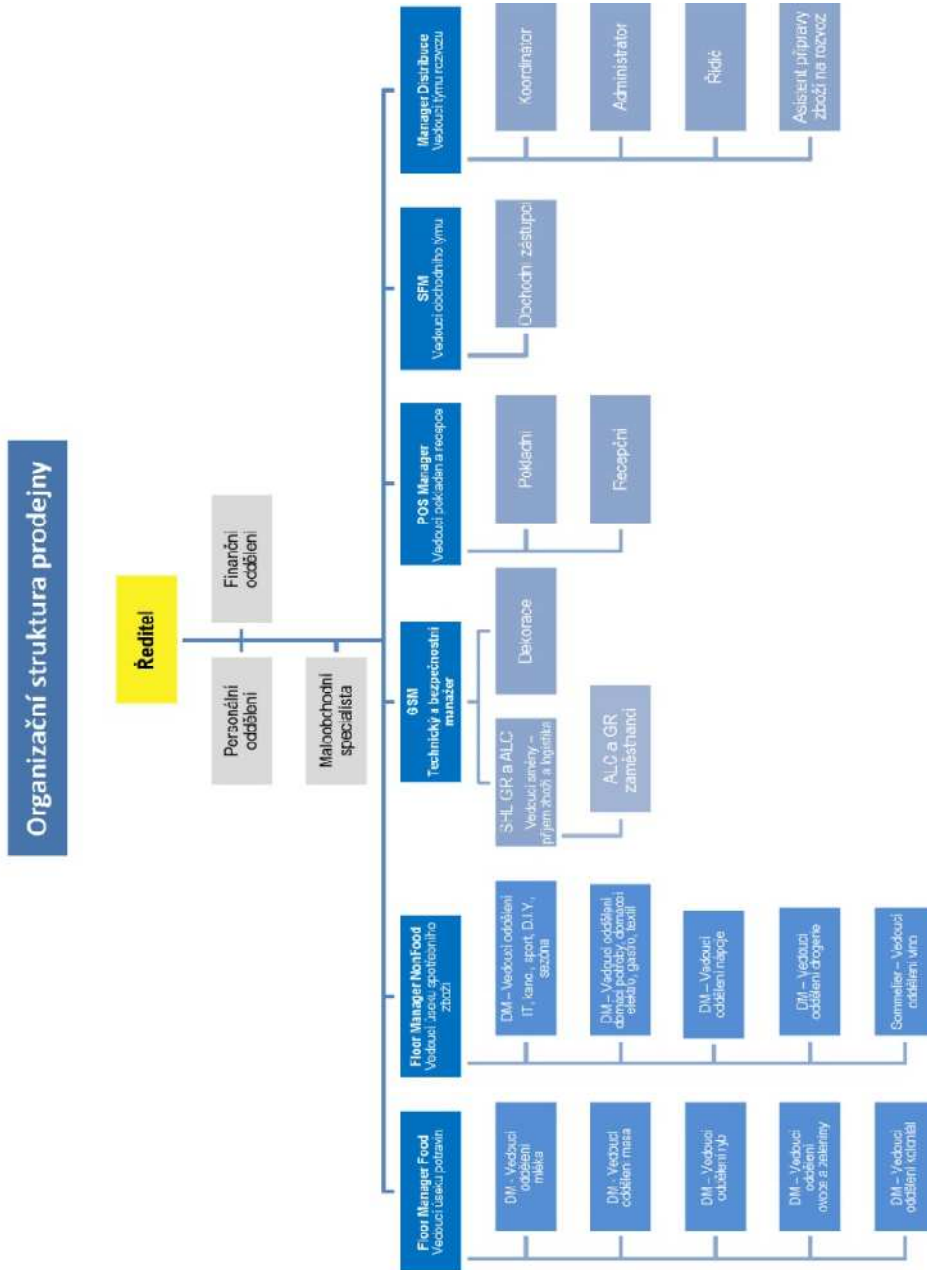 Organizační struktura prodejny
Ředitel
Personální
oddělení
Finanční
oddělení
Maloobchodní
specialista
Floor Manager Food
Vedoucí úseku potravin
DM - Vedoucí
oddělení
mléka
DM - Vedoucí
oddělení masa
DM – Vedoucí
oddělení ryb
DM – Vedoucí
oddělení
ovoce a zeleniny
DM – Vedoucí
oddělení koloniál
Floor Manager NonFood
Vedoucí úseku spotřebního
zboží
DM – Vedoucí oddělení
IT, kanc., sport, D.I.Y.,
sezóna
DM – Vedoucí oddělení
domácí potřeby, domácí
elektro, gastro, textil
DM – Vedoucí
oddělení nápoje
DM – Vedoucí
oddělení drogerie
Sommelier – Vedoucí
oddělení víno
GSM
Technický a bezpečnostní
manažer
SHL GR a ALC
Vedoucí směny –
příjem zboží a logistika
ALC a GR
zaměstnanci
Dekorace
POS Manager
Vedoucí pokladen a recepce
Pokladní
Recepční
SFM
Vedoucí obchodního týmu
Obchodní zástupci
Manager Distribuce
Vedoucí týmu rozvozu
Koordinátor
Administrátor
Řidič
Asistent přípravy
zboží na rozvoz